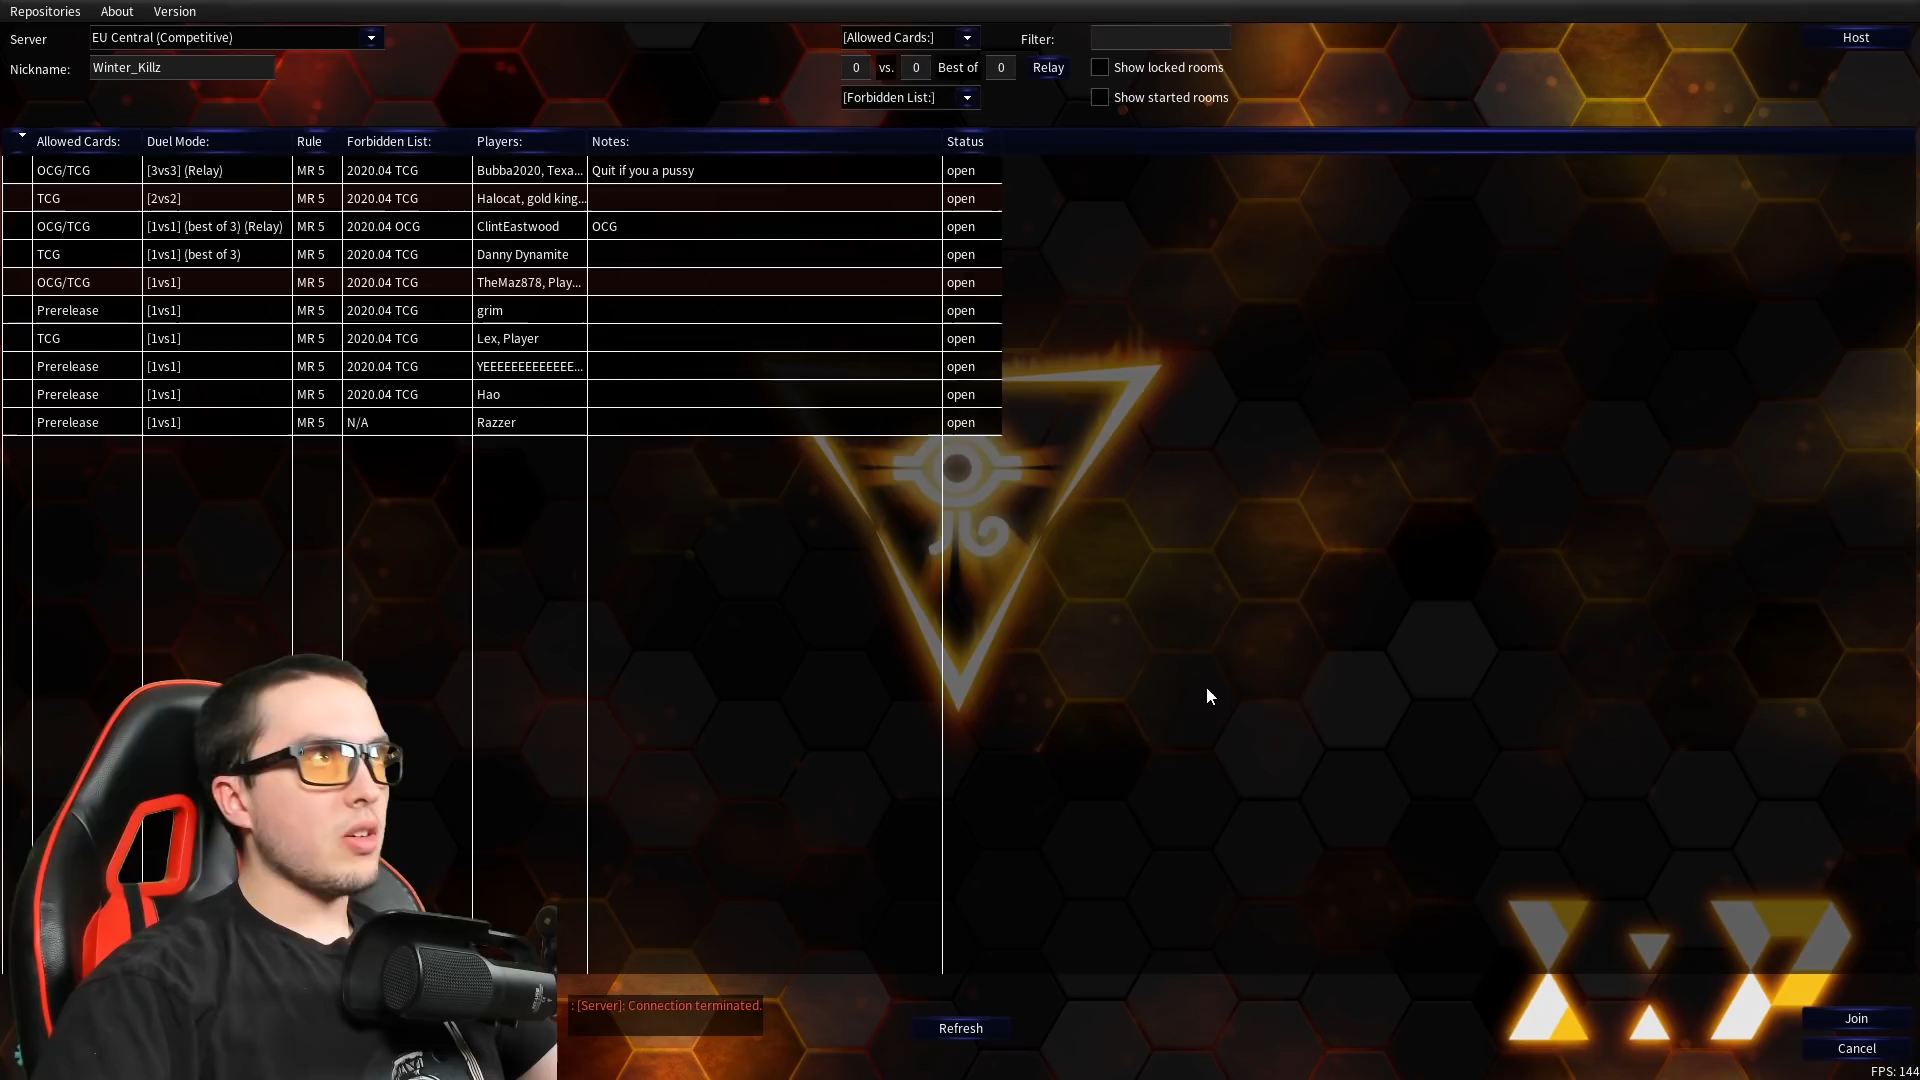 Repositories About Version
Server EU Central (Competitive) [Allowed Cards:] Filter: Host
Nickname: Winter_Killz 0 vs. 0 Best of 0 Relay Show locked rooms
[Forbidden List:] Show started rooms
Allowed Cards: Duel Mode: Rule Forbidden List: Players: Notes: Status
OCG/TCG [3vs3] (Relay) MR 5 2020.04 TCG Bubba2020, Texa... Quit if you a pussy open
TCG [2vs2] MR 5 2020.04 TCG Halocat, gold king... open
OCG/TCG [1vs1] (best of 3) (Relay) MR 5 2020.04 OCG ClintEastwood OCG open
TCG [1vs1] (best of 3) MR 5 2020.04 TCG Danny Dynamite open
OCG/TCG [1vs1] MR 5 2020.04 TCG TheMaz878, Play... open
Prerelease [1vs1] MR 5 2020.04 TCG grim open
TCG [1vs1] MR 5 2020.04 TCG Lex, Player open
Prerelease [1vs1] MR 5 2020.04 TCG YEEEEEEEEEEEEE... open
Prerelease [1vs1] MR 5 2020.04 TCG Hao open
Prerelease [1vs1] MR 5 N/A Razzer open
: [Server]: Connection terminated.
Refresh
Join
Cancel
FPS: 144